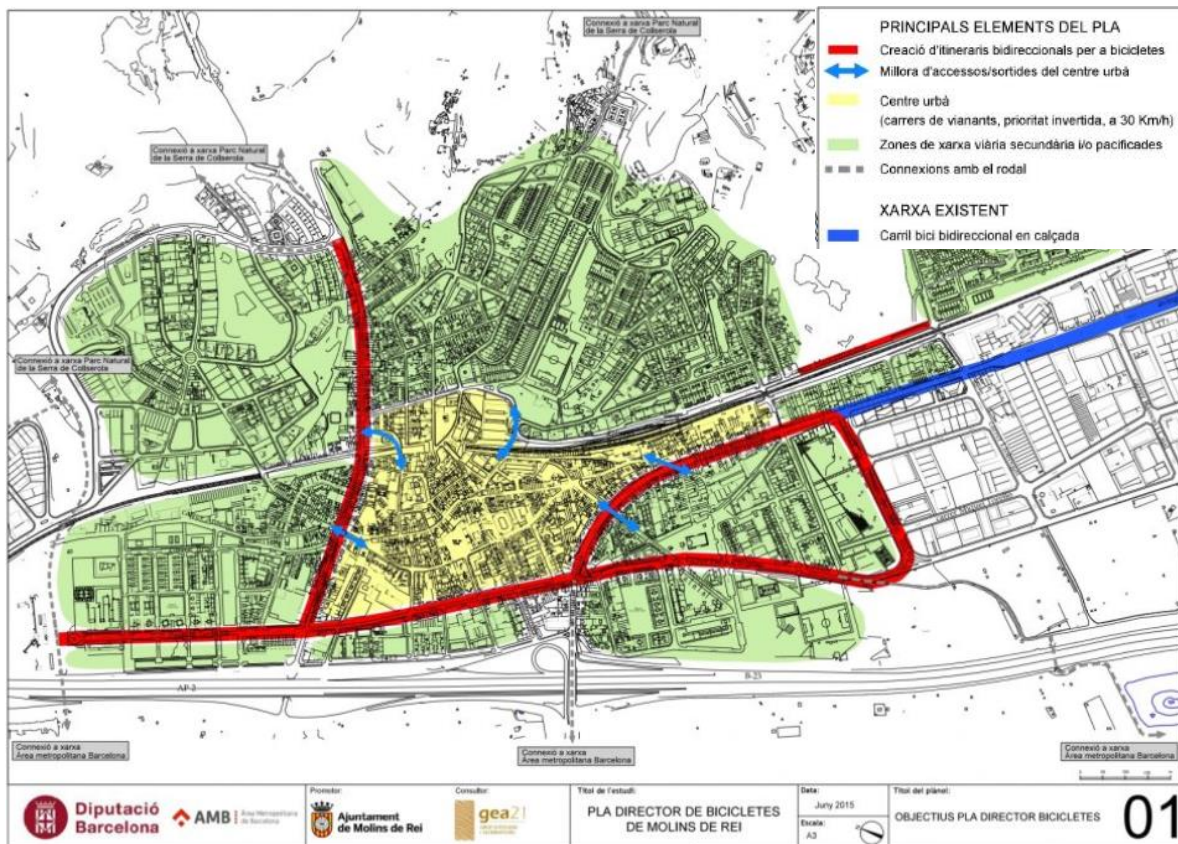 PRINCIPALS ELEMENTS DEL PLA
Creació d'itineraris bidireccionals per a bicicletes
Millora d'accessos/sortides del centre urbà
Centre urbà
(carrers de vianants, prioritat invertida, a 30 Km/h)
Zones de xarxa viària secundària i/o pacificades
Connexions amb el rodal
XARXA EXISTENT
Carril bici bidireccional en calçada
Connexió a xarxa Parc Natural
de la Serra de Collserola
Connexió a xarxa Parc Natural
de la Serra de Collserola
Connexió a xarxa Parc Natural
de la Serra de Collserola
AP-2
B-23
Connexió a xarxa
Àrea metropolitana Barcelona
Connexió a xarxa
Àrea metropolitana Barcelona
Connexió a xarxa
Àrea metropolitana Barcelona
Diputació
Barcelona
AMB
Àrea Metropolitana
de Barcelona
Promotor:
Ajuntament
de Molins de Rei
Consultor:
gea21
Títol de l'estudi:
PLA DIRECTOR DE BICICLETES
DE MOLINS DE REI
Data:
Juny 2015
Escala:
A3
Títol del plànol:
OBJECTIUS PLA DIRECTOR BICICLETES
01